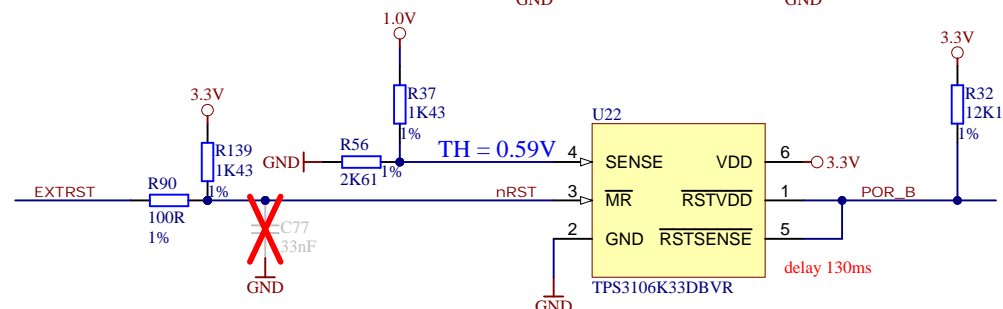 GND
GND
1.0V
3.3V
3.3V
R37
1K43
1%
R32
12K1
1%
U22
R139
1K43
1%
R56
GND
2K61
1%
TH = 0.59V
4
SENSE
VDD
6
3.3V
EXTRST
R90
100R
1%
nRST
3
MR
RSTVDD
1
POR_B
C77
33nF
GND
2
GND
RSTSENSE
5
GND
delay 130ms
TPS3106K33DBVR